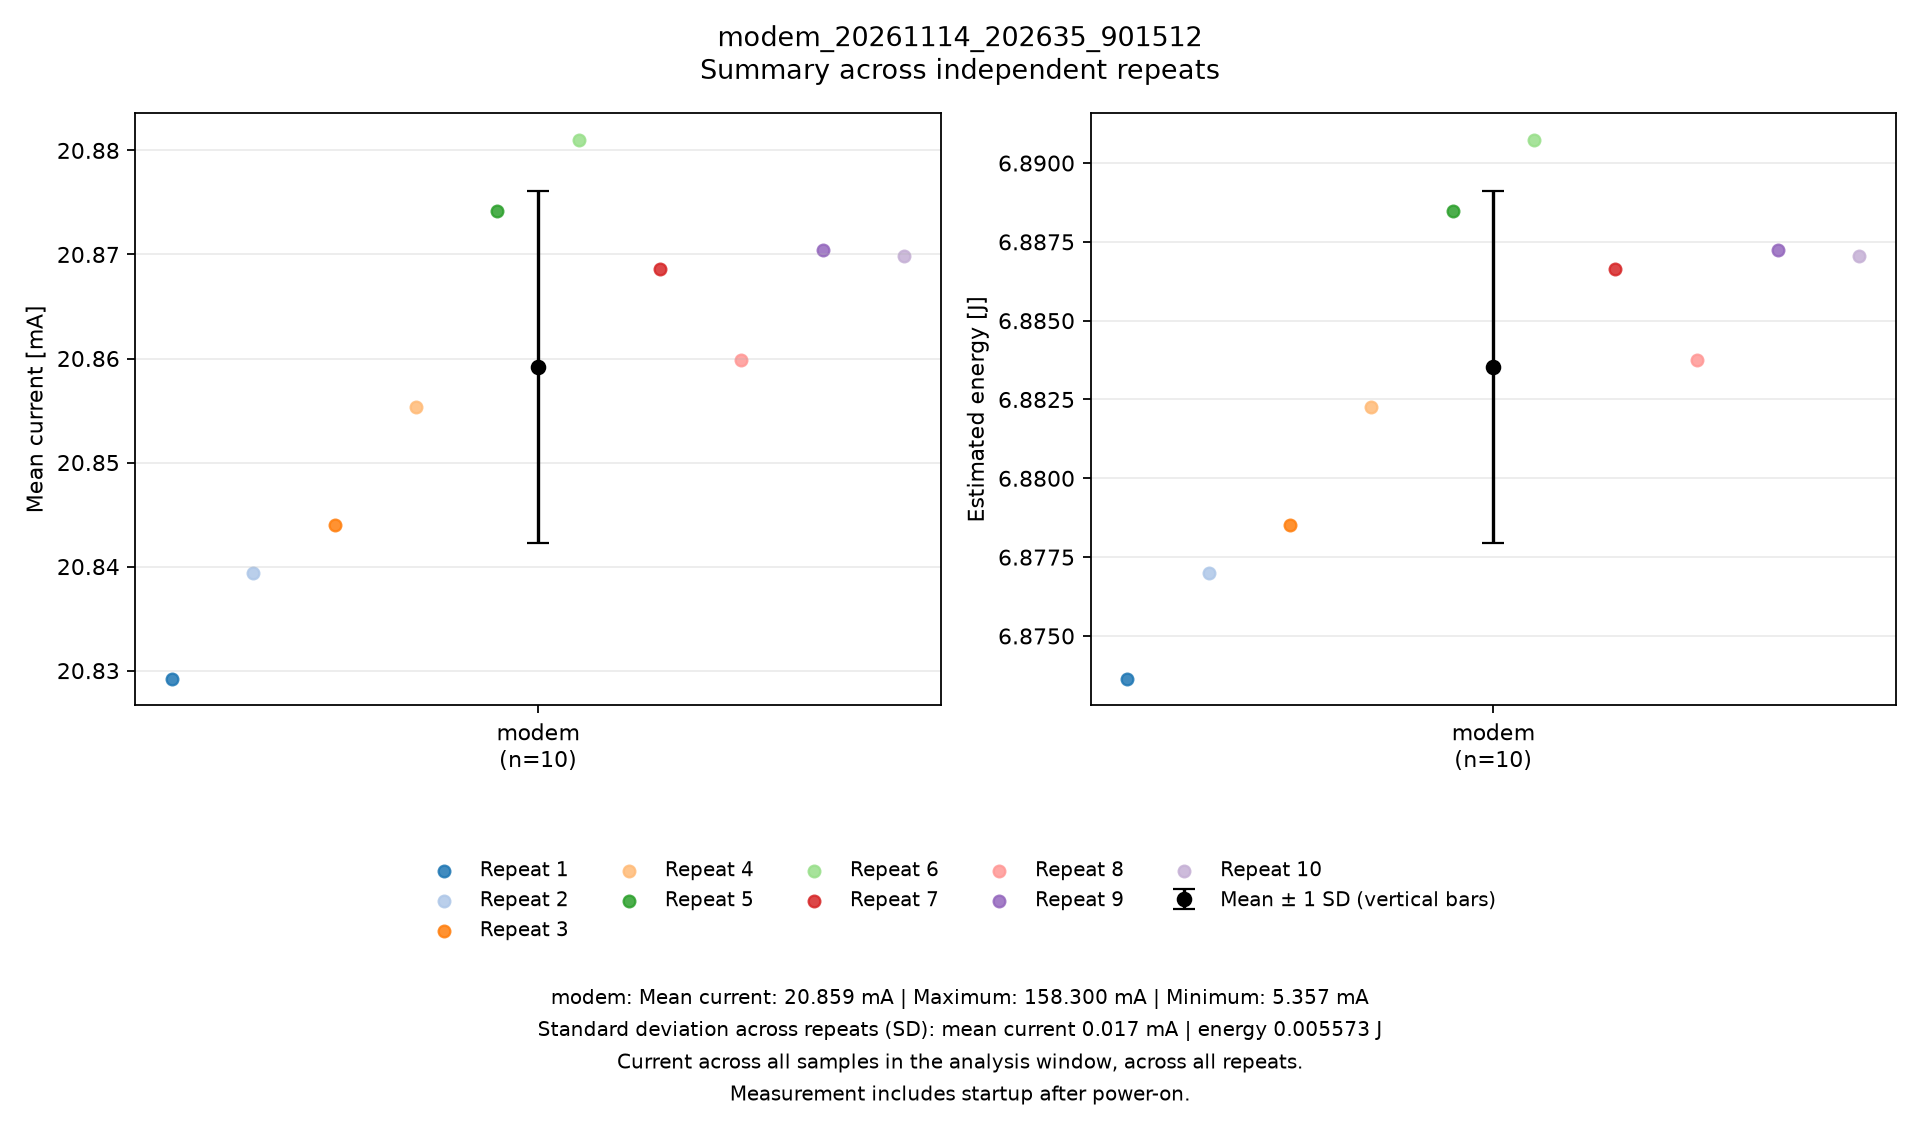 modem_20261114_202635_901512
Summary across independent repeats
Mean current [mA]
20.88
20.87
20.86
20.85
20.84
20.83
modem
(n=10)
Estimated energy [J]
6.8900
6.8875
6.8850
6.8825
6.8800
6.8775
6.8750
modem
(n=10)
Repeat 1
Repeat 2
Repeat 3
Repeat 4
Repeat 5
Repeat 6
Repeat 7
Repeat 8
Repeat 9
Repeat 10
Mean ± 1 SD (vertical bars)
modem: Mean current: 20.859 mA | Maximum: 158.300 mA | Minimum: 5.357 mA
Standard deviation across repeats (SD): mean current 0.017 mA | energy 0.005573 J
Current across all samples in the analysis window, across all repeats.
Measurement includes startup after power-on.